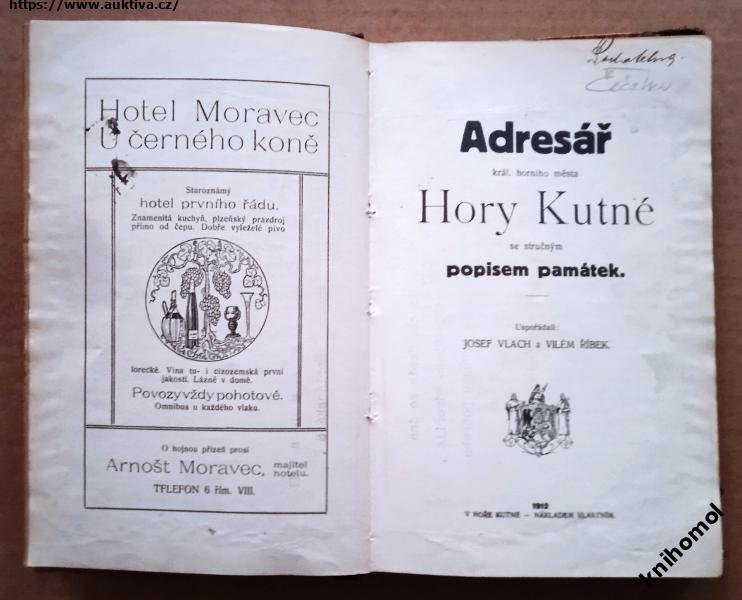 https://www.auktiva.cz/
Hotel Moravec
U černého koně
Staroznámý
hotel prvního řádu.
Znamenitá kuchyň, plzeňský prazdroj
přímo od čepu. Dobře vyleželé pivo
lorecké. Vína tu- i cizozemská první
jakosti. Lázně v domě.
Povozy vždy pohotově.
Omnibus u každého vlaku.
O hojnou přízeň prosí
Arnošt Moravec, majitel
hotelu.
TELEFON 6 řím. VIII.
Adresář
král. horního města
Hory Kutné
se stručným
popisem památek.
Uspořádali:
JOSEF VLACH a VILÉM ŘÍBEK.
1912
V HOŘE KUTNÉ — NÁKLADEM VLASTNÍM.
knihomol